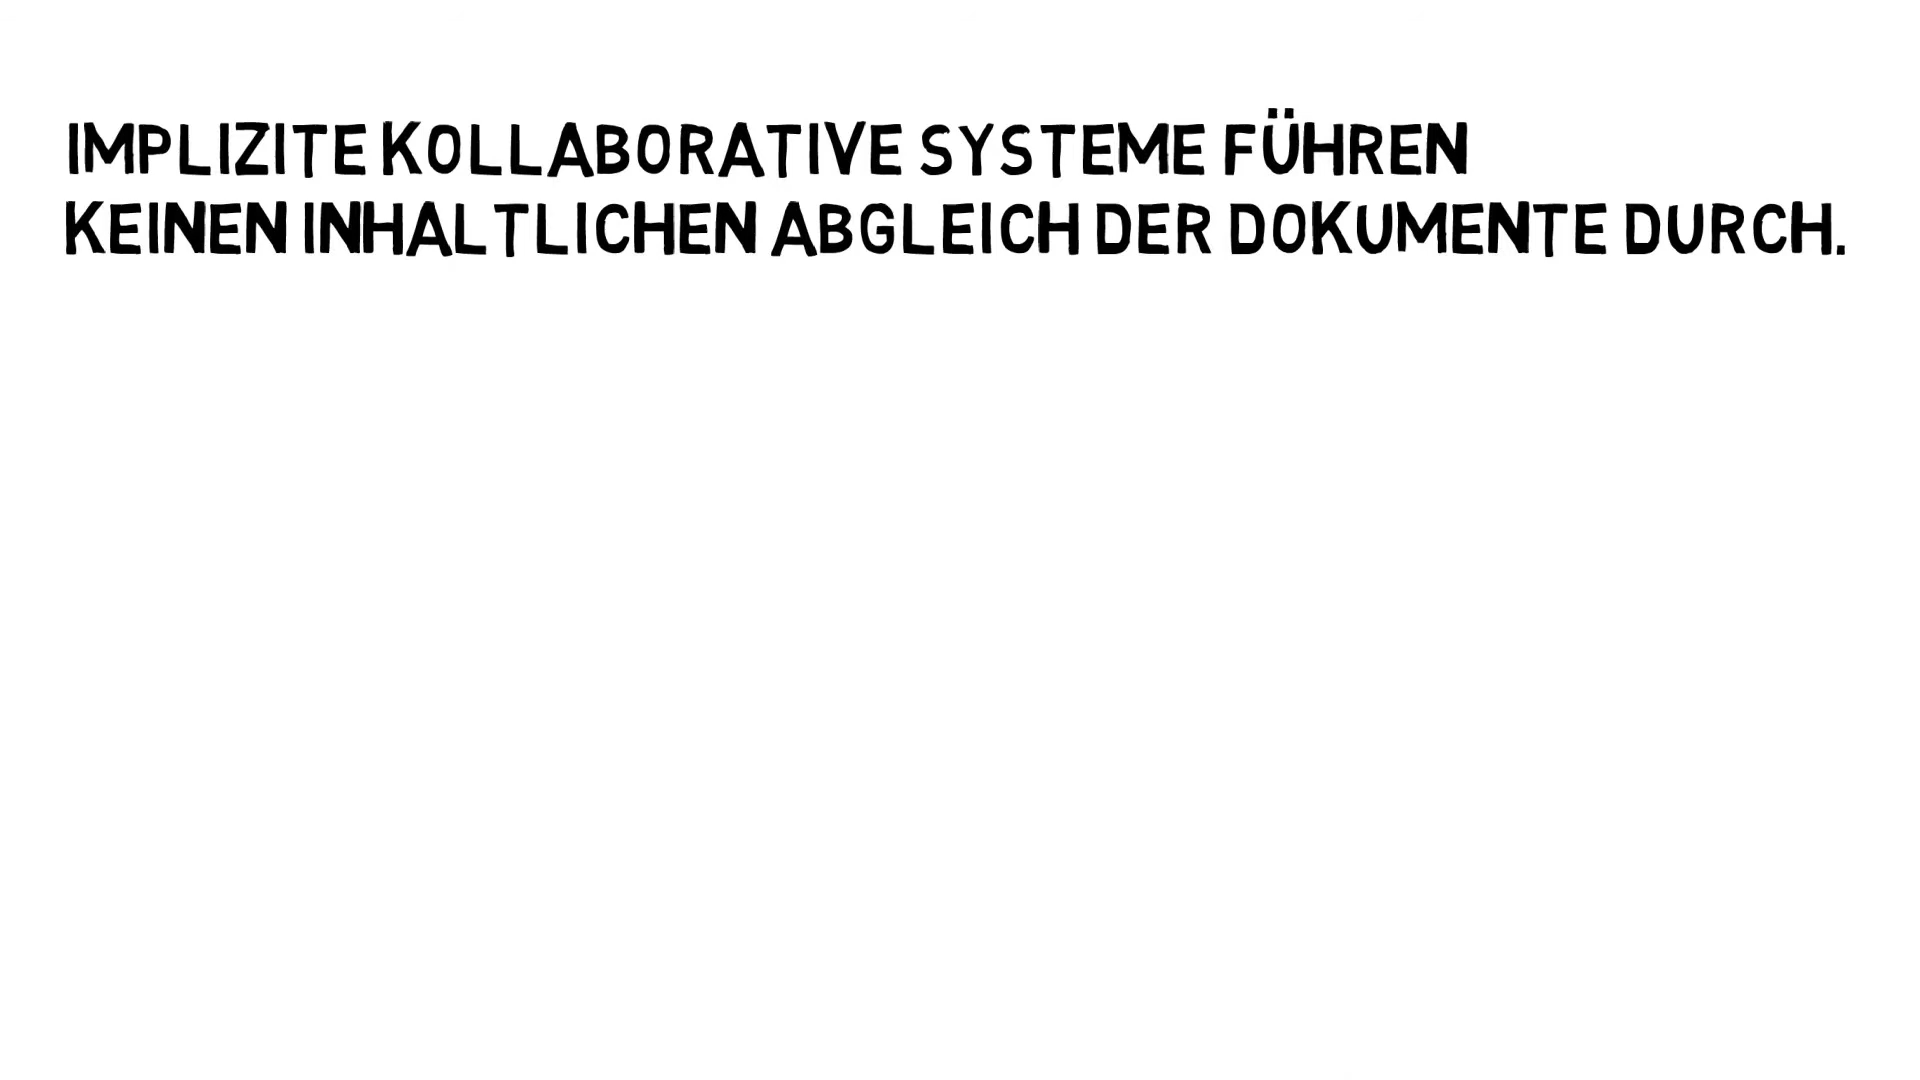 IMPLIZITE KOLLABORATIVE SYSTEME FÜHREN
KEINEN INHALTLICHEN ABGLEICH DER DOKUMENTE DURCH.